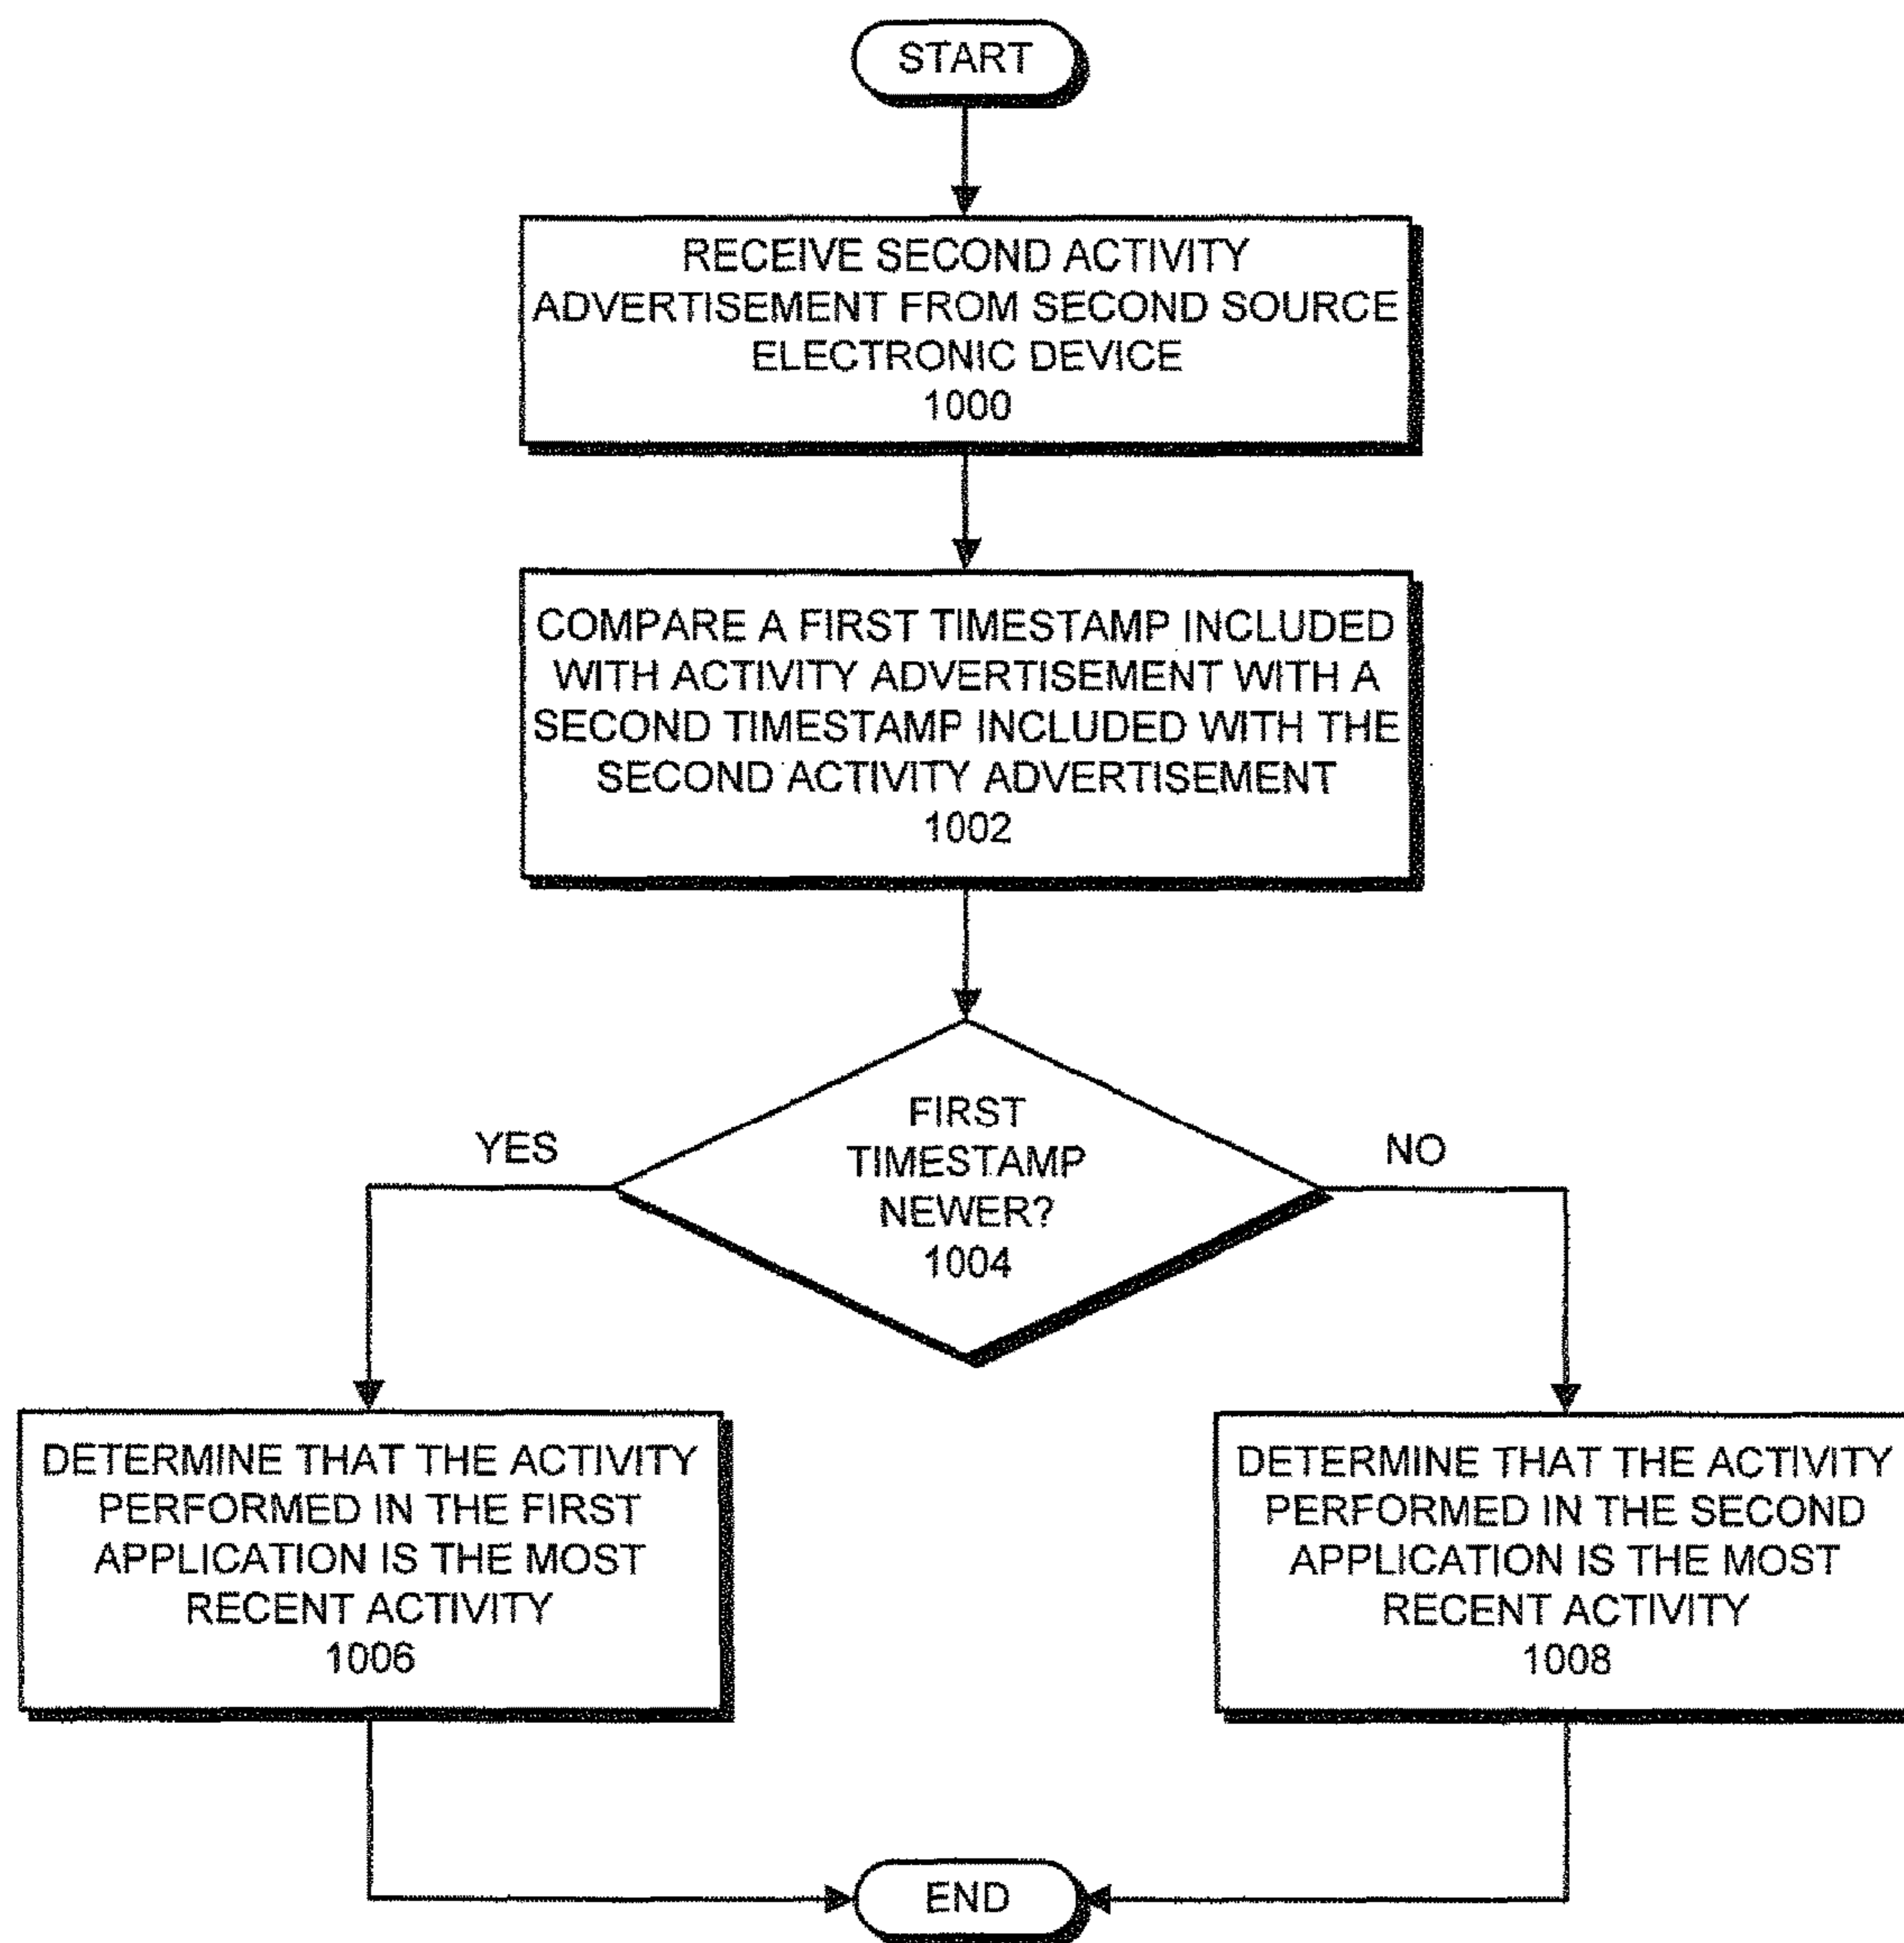 START
RECEIVE SECOND ACTIVITY
ADVERTISEMENT FROM SECOND SOURCE
ELECTRONIC DEVICE
1000
COMPARE A FIRST TIMESTAMP INCLUDED
WITH ACTIVITY ADVERTISEMENT WITH A
SECOND TIMESTAMP INCLUDED WITH THE
SECOND ACTIVITY ADVERTISEMENT
1002
FIRST
TIMESTAMP
NEWER?
1004
YES
NO
DETERMINE THAT THE ACTIVITY
PERFORMED IN THE FIRST
APPLICATION IS THE MOST
RECENT ACTIVITY
1006
DETERMINE THAT THE ACTIVITY
PERFORMED IN THE SECOND
APPLICATION IS THE MOST
RECENT ACTIVITY
1008
END